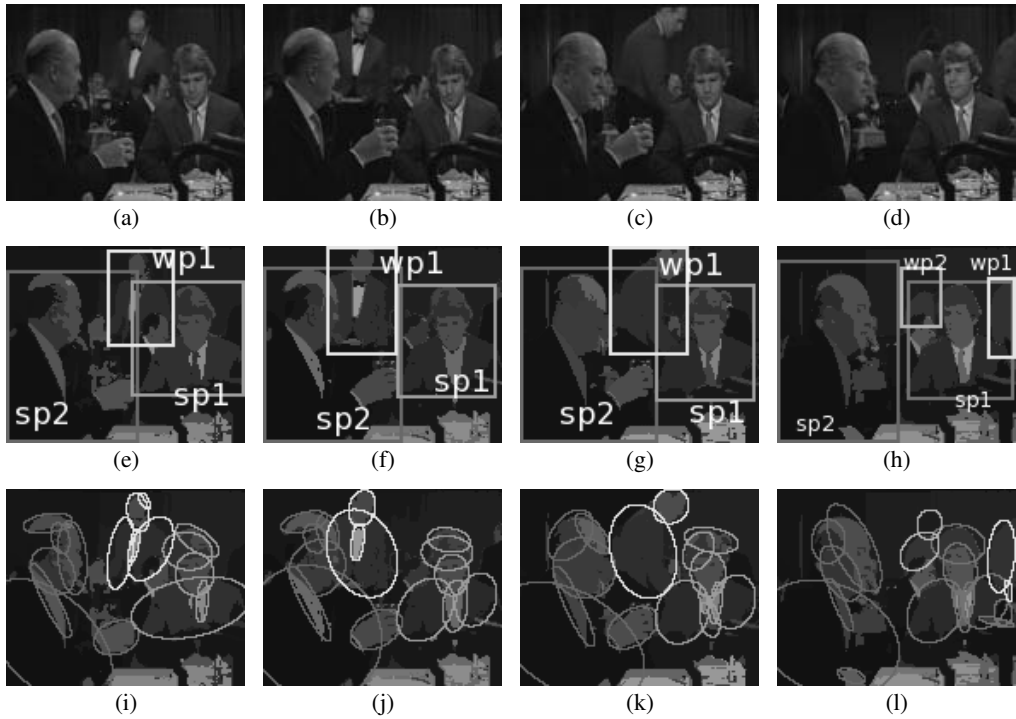 (a) (b) (c) (d)
wp1 sp2 sp1
wp1 sp2 sp1
wp1 sp2 sp1
wp2 wp1 sp2 sp1
(e) (f) (g) (h)
(i) (j) (k) (l)